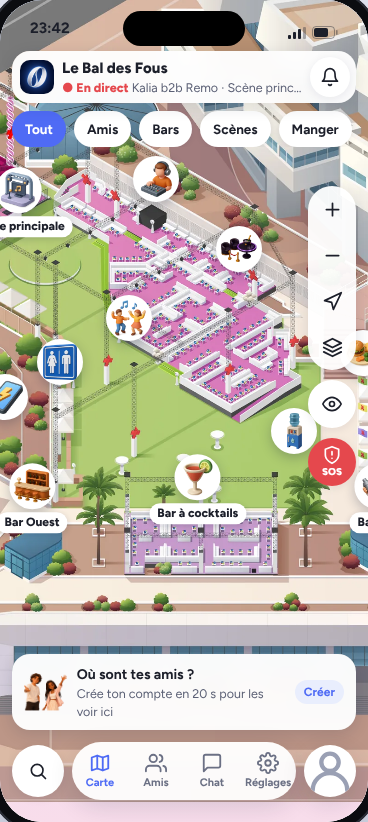 23:42
Le Bal des Fous
En direct Kalia b2b Remo · Scène princ...
Tout
Amis
Bars
Scènes
Manger
e principale
SOS
Bar à cocktails
Bar Ouest
Ba
Où sont tes amis ?
Crée ton compte en 20 s pour les
voir ici
Créer
Carte
Amis
Chat
Réglages